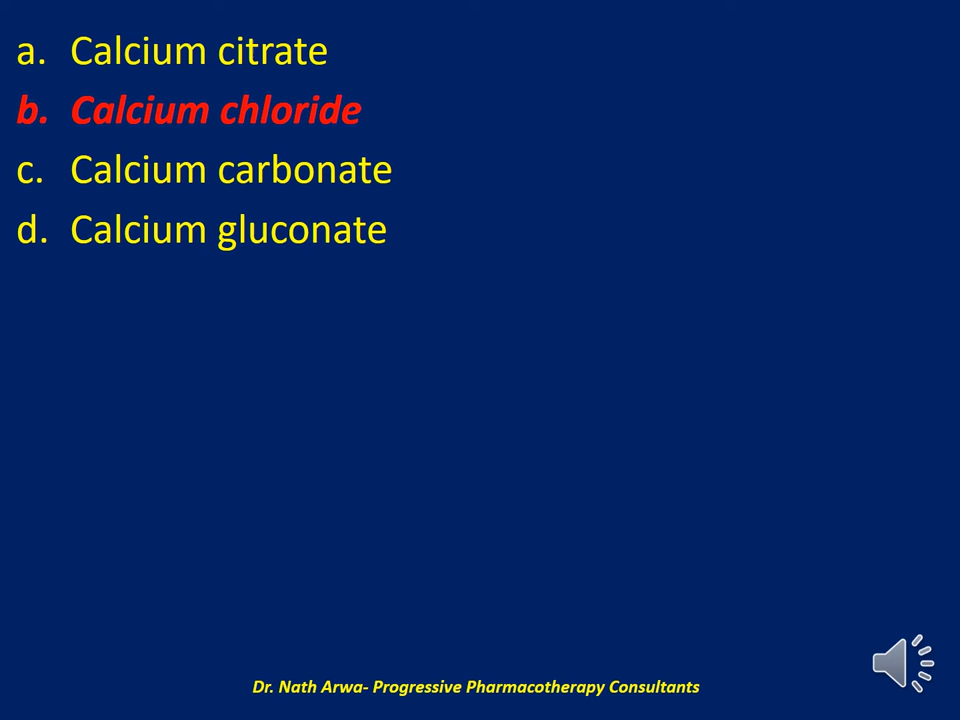 a. Calcium citrate
b. Calcium chloride
c. Calcium carbonate
d. Calcium gluconate
Dr. Nath Arwa- Progressive Pharmacotherapy Consultants